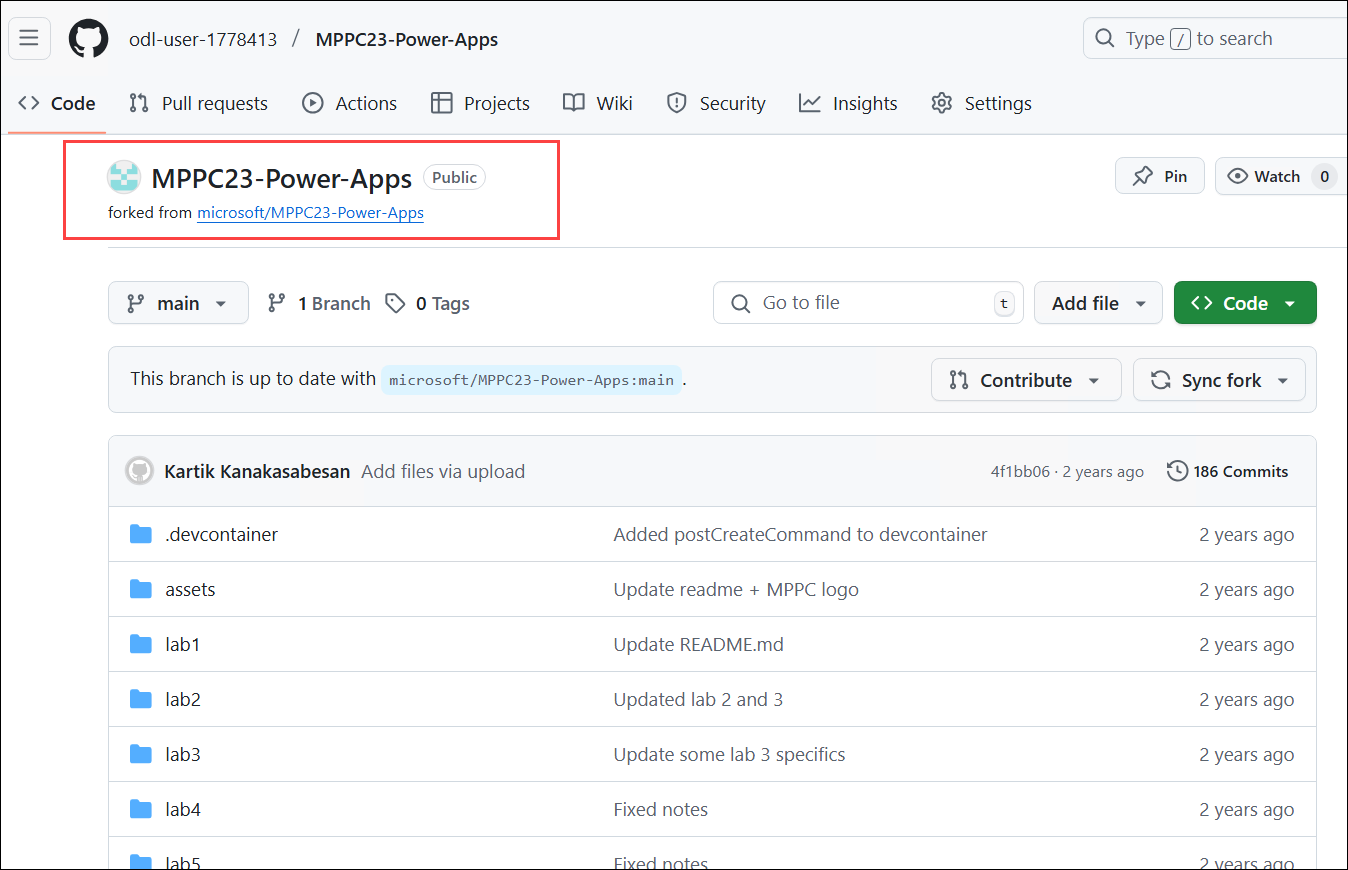 odl-user-1778413 / MPPC23-Power-Apps
Type / to search
Code Pull requests Actions Projects Wiki Security Insights Settings
MPPC23-Power-Apps Public
Pin Watch 0
forked from microsoft/MPPC23-Power-Apps
main 1 Branch 0 Tags Go to file t Add file Code
This branch is up to date with microsoft/MPPC23-Power-Apps:main . Contribute Sync fork
Kartik Kanakasabesan Add files via upload 4f1bb06 · 2 years ago 186 Commits
.devcontainer Added postCreateCommand to devcontainer 2 years ago
assets Update readme + MPPC logo 2 years ago
lab1 Update README.md 2 years ago
lab2 Updated lab 2 and 3 2 years ago
lab3 Update some lab 3 specifics 2 years ago
lab4 Fixed notes 2 years ago
lab5 Fixed notes 2 years ago